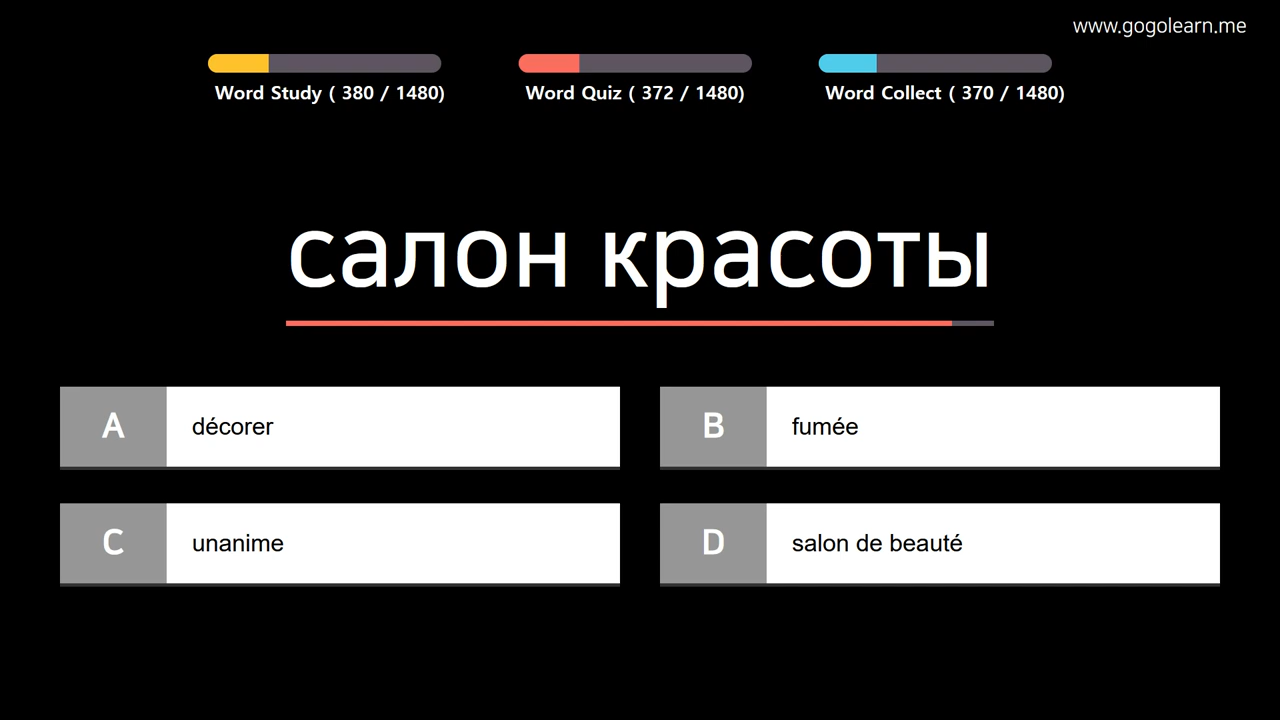 www.gogolearn.me
Word Study ( 380 / 1480)
Word Quiz ( 372 / 1480)
Word Collect ( 370 / 1480)
салон красоты
A
décorer
B
fumée
C
unanime
D
salon de beauté